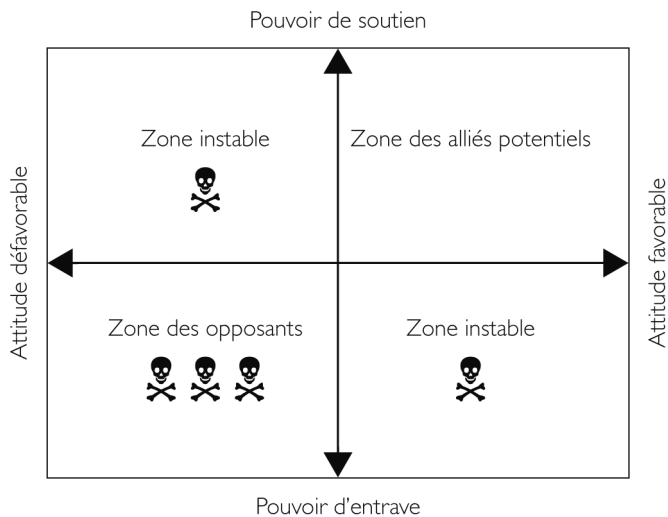 Pouvoir de soutien
Zone instable
Zone des alliés potentiels
Attitude défavorable
Attitude favorable
Zone des opposants
Zone instable
Pouvoir d'entrave